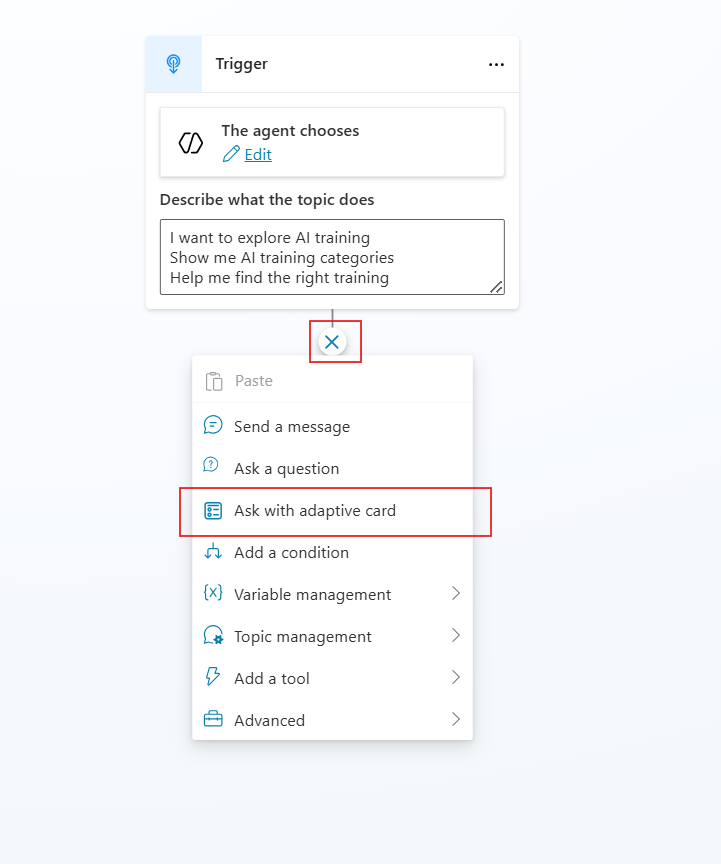 Trigger
The agent chooses
Edit
Describe what the topic does
I want to explore AI training
Show me AI training categories
Help me find the right training
Paste
Send a message
Ask a question
Ask with adaptive card
Add a condition
Variable management
Topic management
Add a tool
Advanced